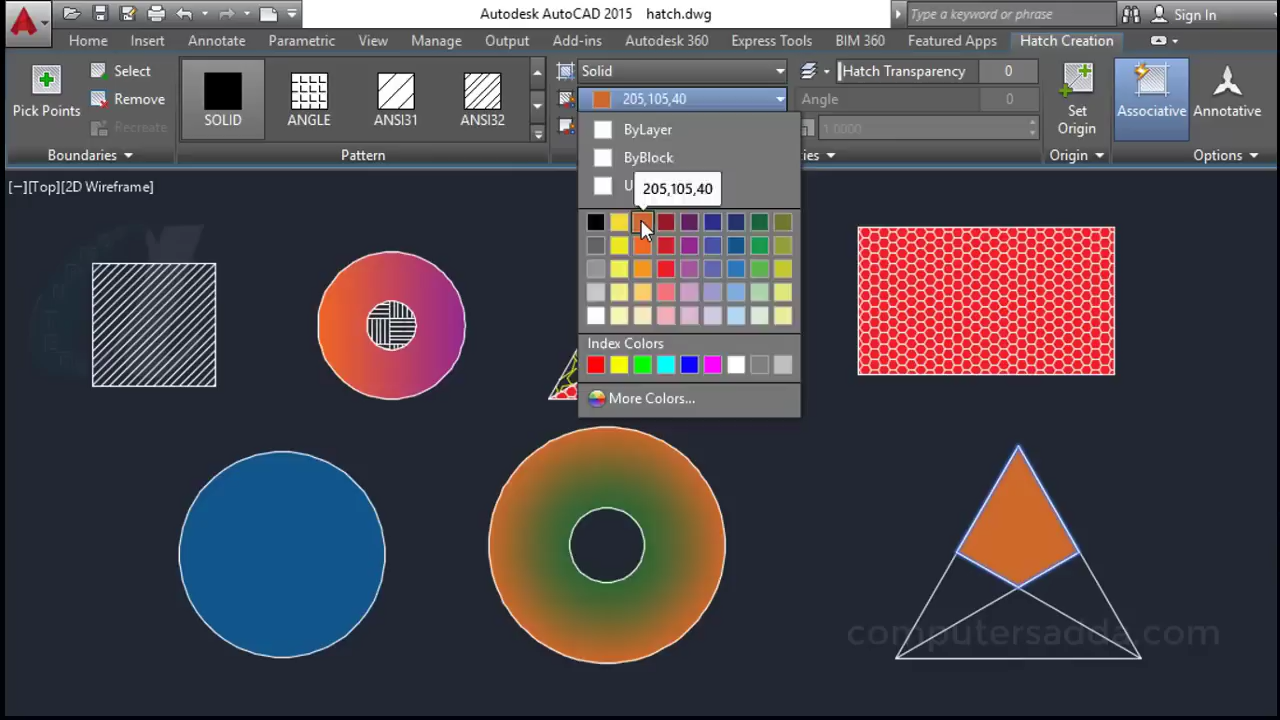 Autodesk AutoCAD 2015 hatch.dwg
Type a keyword or phrase
Sign In
Home Insert Annotate Parametric View Manage Output Add-ins Autodesk 360 Express Tools BIM 360 Featured Apps Hatch Creation
Pick Points
Select
Remove
Recreate
Boundaries
SOLID
ANGLE
ANSI31
ANSI32
Pattern
Solid
205,105,40
Hatch Transparency 0
Angle 0
1.0000
ies
Set
Origin
Origin
Associative
Annotative
Options
ByLayer
ByBlock
U
205,105,40
Index Colors
More Colors...
[−][Top][2D Wireframe]
computersadda.com